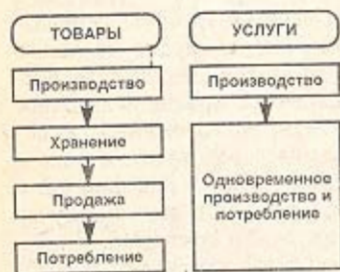 ТОВАРЫ
Производство
Хранение
Продажа
Потребление
УСЛУГИ
Производство
Одновременное
производство и
потребление